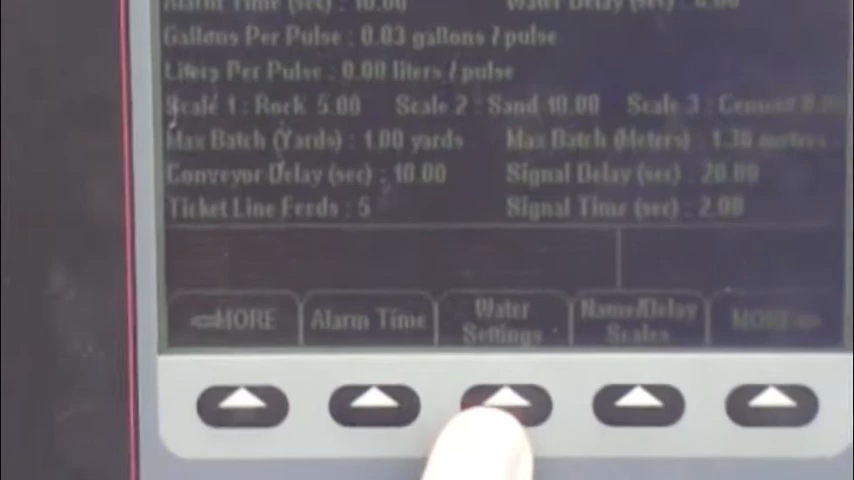 Alarm Time (sec) : 10.00 Water Delay (sec) :
Gallons Per Pulse : 0.03 gallons / pulse
Liters Per Pulse : 0.00 liters / pulse
Scale 1 : Rock 5.00 Scale 2 : Sand 10.00 Scale 3 : Cement
Max Batch (Yards) : 1.00 yards Max Batch (Meters) : 1.30 meters
Conveyor Delay (sec) : 10.00 Signal Delay (sec) : 20.00
Ticket Line Feeds : 5 Signal Time (sec) : 2.00
⇐MORE Alarm Time Water Settings Name/Delay Scales MORE⇒